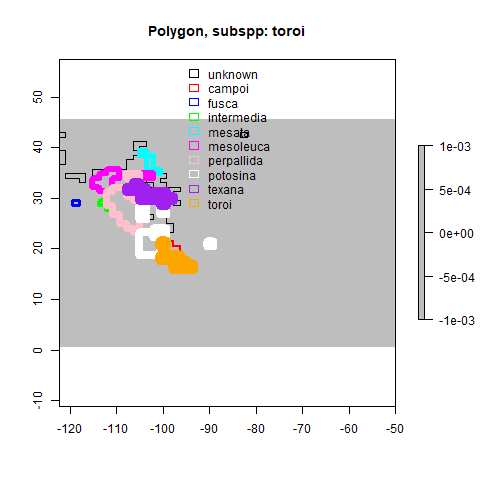 Polygon, subspp: toroi
unknown
campoi
fusca
intermedia
mesata
mesoleuca
perpallida
potosina
texana
toroi
50
40
30
20
10
0
-10
-120 -110 -100 -90 -80 -70 -60 -50
1e-03
5e-04
0e+00
-5e-04
-1e-03